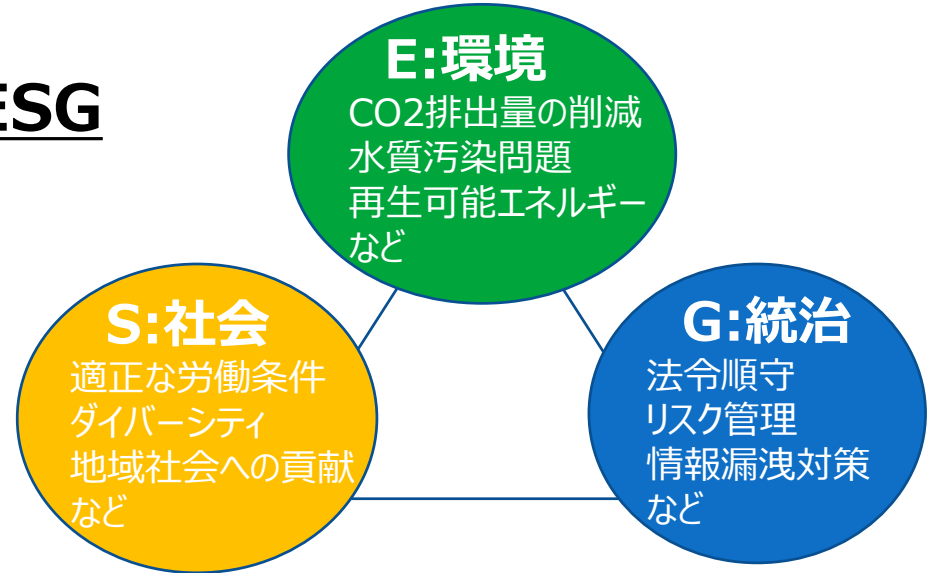 ESG
E:環境
CO2排出量の削減
水質汚染問題
再生可能エネルギー
など
S:社会
適正な労働条件
ダイバーシティ
地域社会への貢献
など
G:統治
法令順守
リスク管理
情報漏洩対策
など